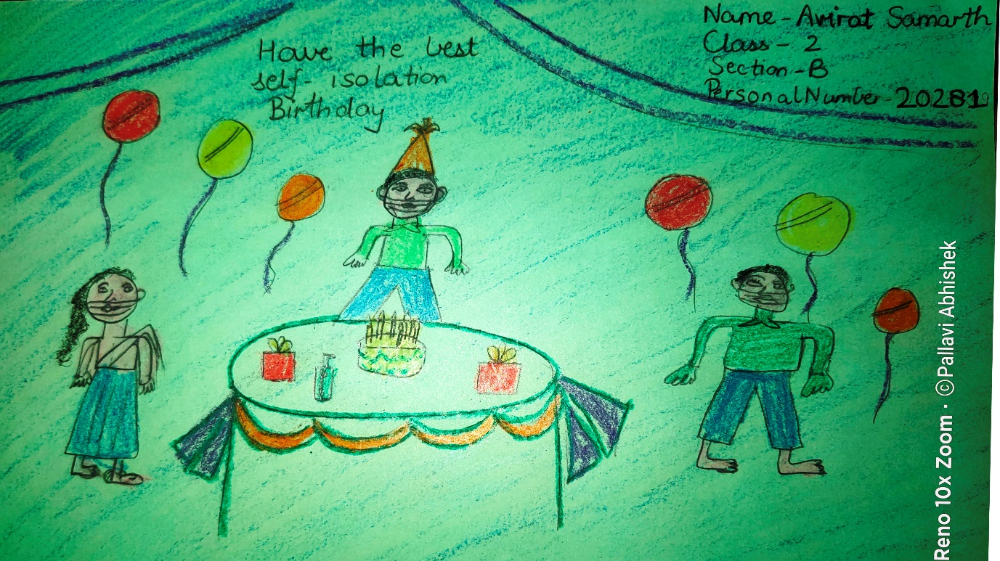 Have the best
self- isolation
Birthday
Name - Avirat Samarth
Class - 2
Section - B
Personal Number - 202819
Reno 10x Zoom · ©Pallavi Abhishek